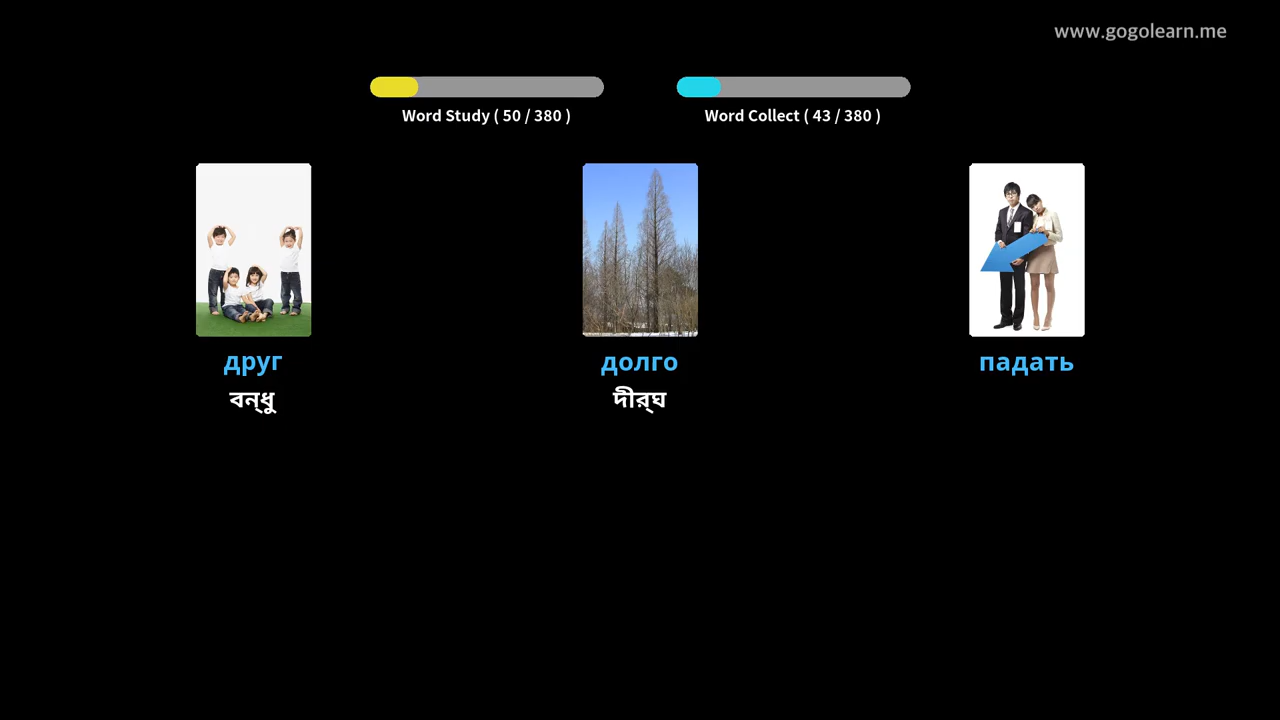 www.gogolearn.me
Word Study ( 50 / 380 )
Word Collect ( 43 / 380 )
друг
долго
падать
বন্ধু
দীর্ঘ